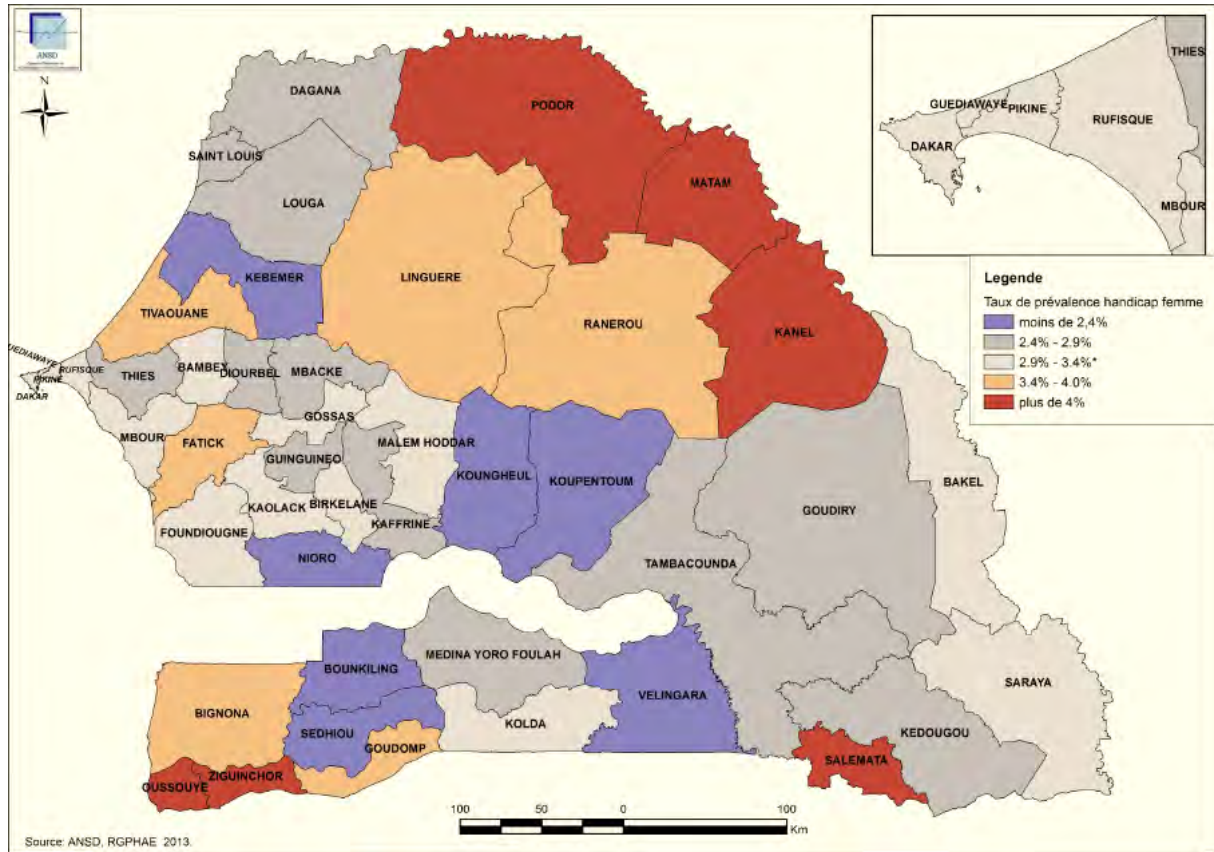 ANSD
N
DAGANA
PODOR
SAINT LOUIS
LOUGA
MATAM
KEBEMER
LINGUERE
TIVAOUANE
RANEROU
KANEL
GUEDIAWAYE
RUFISQUE
PIKINE
DAKAR
THIES
BAMBEY
DIOURBEL
MBACKE
GOSSAS
MBOUR
FATICK
MALEM HODDAR
GUINGUINEO
KOUNGHEUL
KOUPENTOUM
BAKEL
GOUDIRY
KAOLACK
BIRKELANE
FOUNDIOUGNE
KAFFRINE
NIORO
TAMBACOUNDA
BOUNKILING
MEDINA YORO FOULAH
VELINGARA
SARAYA
BIGNONA
SEDHIOU
KOLDA
GOUDOMP
KEDOUGOU
SALEMATA
ZIGUINCHOR
OUSSOUYE
THIES
GUEDIAWAYE
PIKINE
RUFISQUE
DAKAR
MBOUR
Legende
Taux de prévalence handicap femme
moins de 2,4%
2.4% - 2.9%
2.9% - 3.4%*
3.4% - 4.0%
plus de 4%
100 50 0 100
Km
Source: ANSD, RGPHAE 2013.